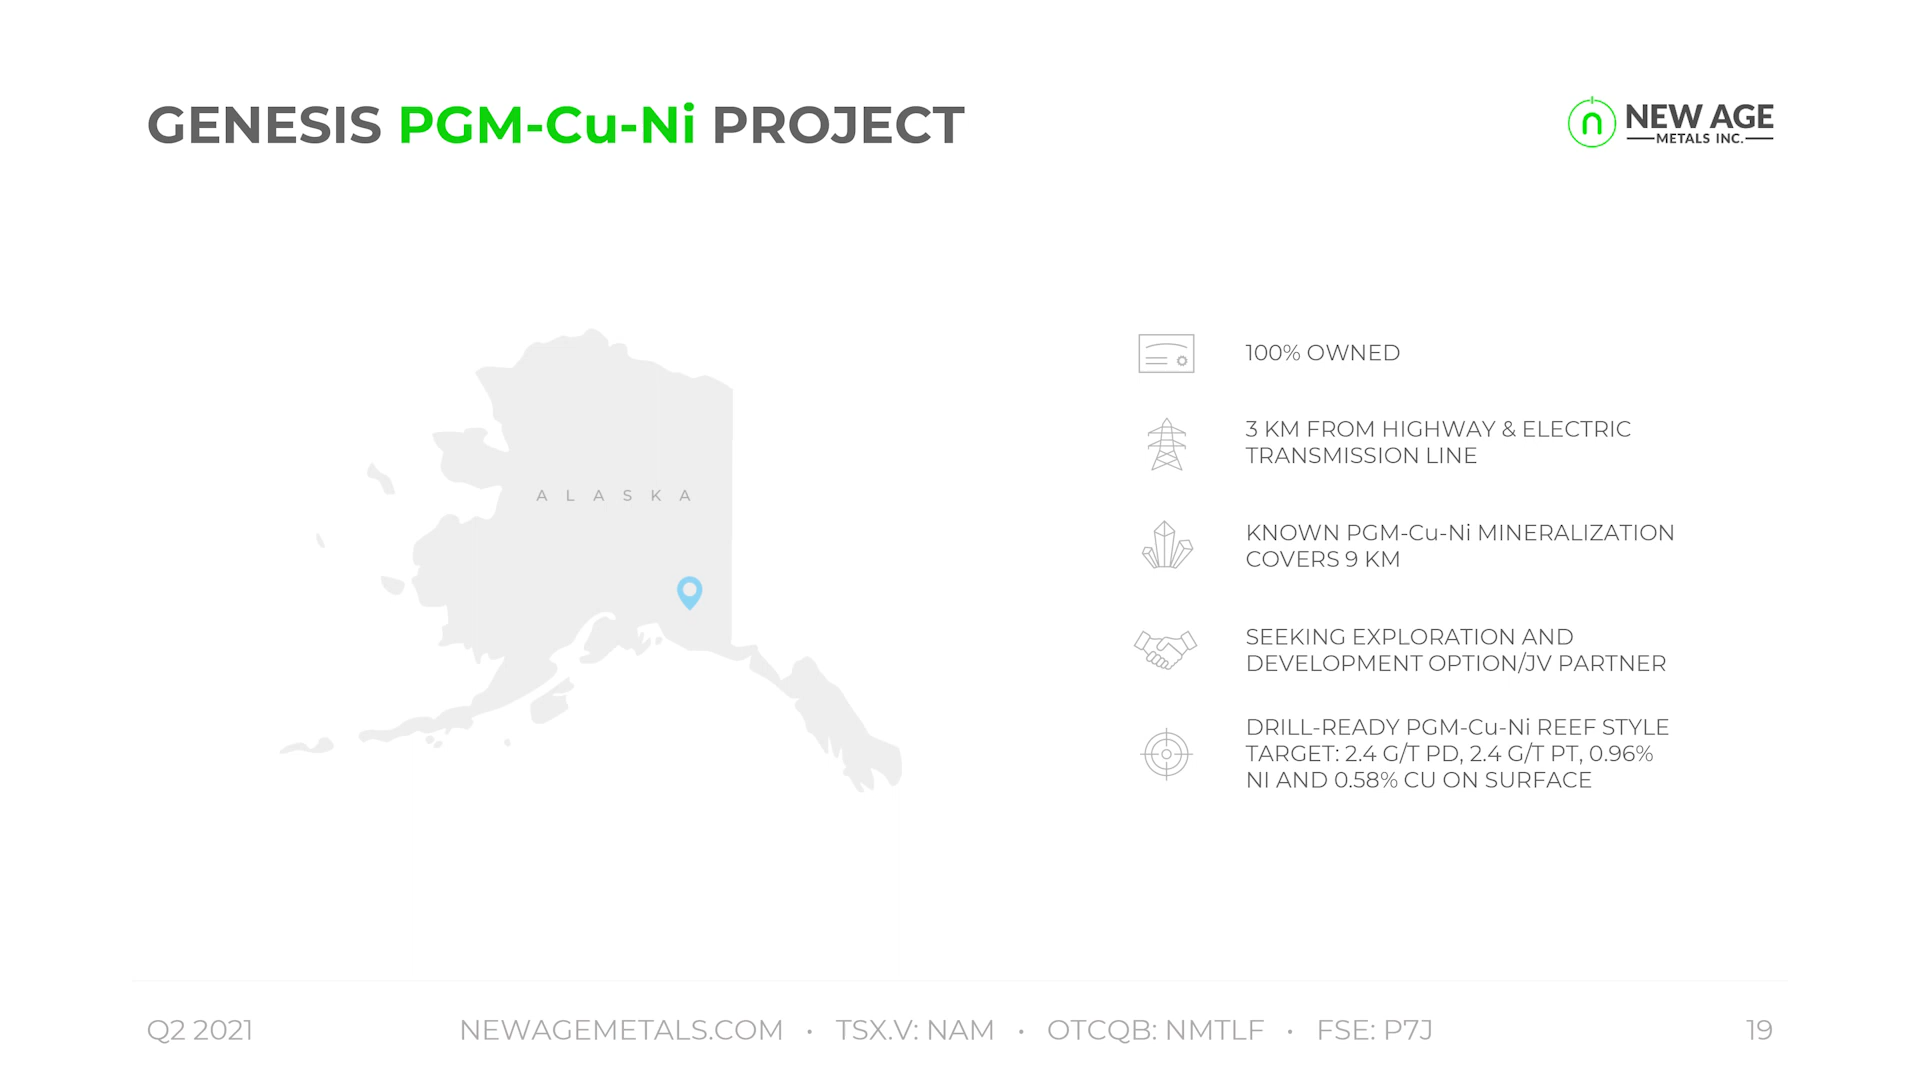 GENESIS PGM-Cu-Ni PROJECT
NEW AGE
METALS INC.
ALASKA
100% OWNED
3 KM FROM HIGHWAY & ELECTRIC
TRANSMISSION LINE
KNOWN PGM-Cu-Ni MINERALIZATION
COVERS 9 KM
SEEKING EXPLORATION AND
DEVELOPMENT OPTION/JV PARTNER
DRILL-READY PGM-Cu-Ni REEF STYLE
TARGET: 2.4 G/T PD, 2.4 G/T PT, 0.96%
NI AND 0.58% CU ON SURFACE
Q2 2021 NEWAGEMETALS.COM • TSX.V: NAM • OTCQB: NMTLF • FSE: P7J 19